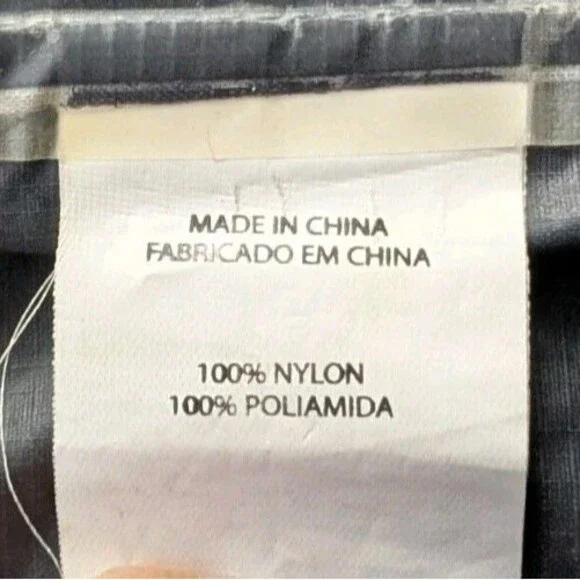 MADE IN CHINA
FABRICADO EM CHINA
100% NYLON
100% POLIAMIDA